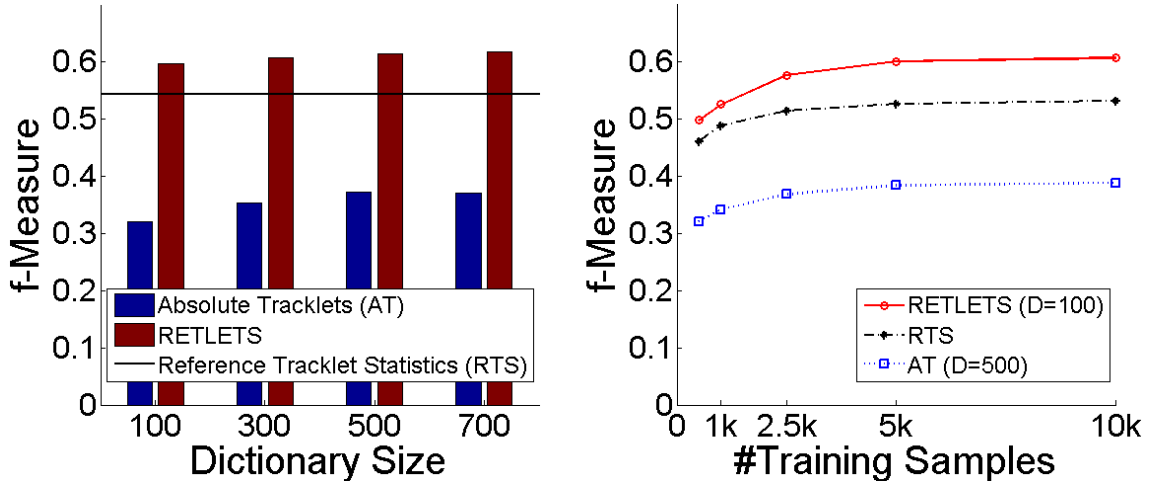 0.6
0.5
0.4
0.3
0.2
0.1
0
f-Measure
Absolute Tracklets (AT)
RETLETS
Reference Tracklet Statistics (RTS)
100 300 500 700
Dictionary Size
0.6
0.5
0.4
0.3
0.2
0.1
0
f-Measure
RETLETS (D=100)
RTS
AT (D=500)
0 1k 2.5k 5k 10k
#Training Samples